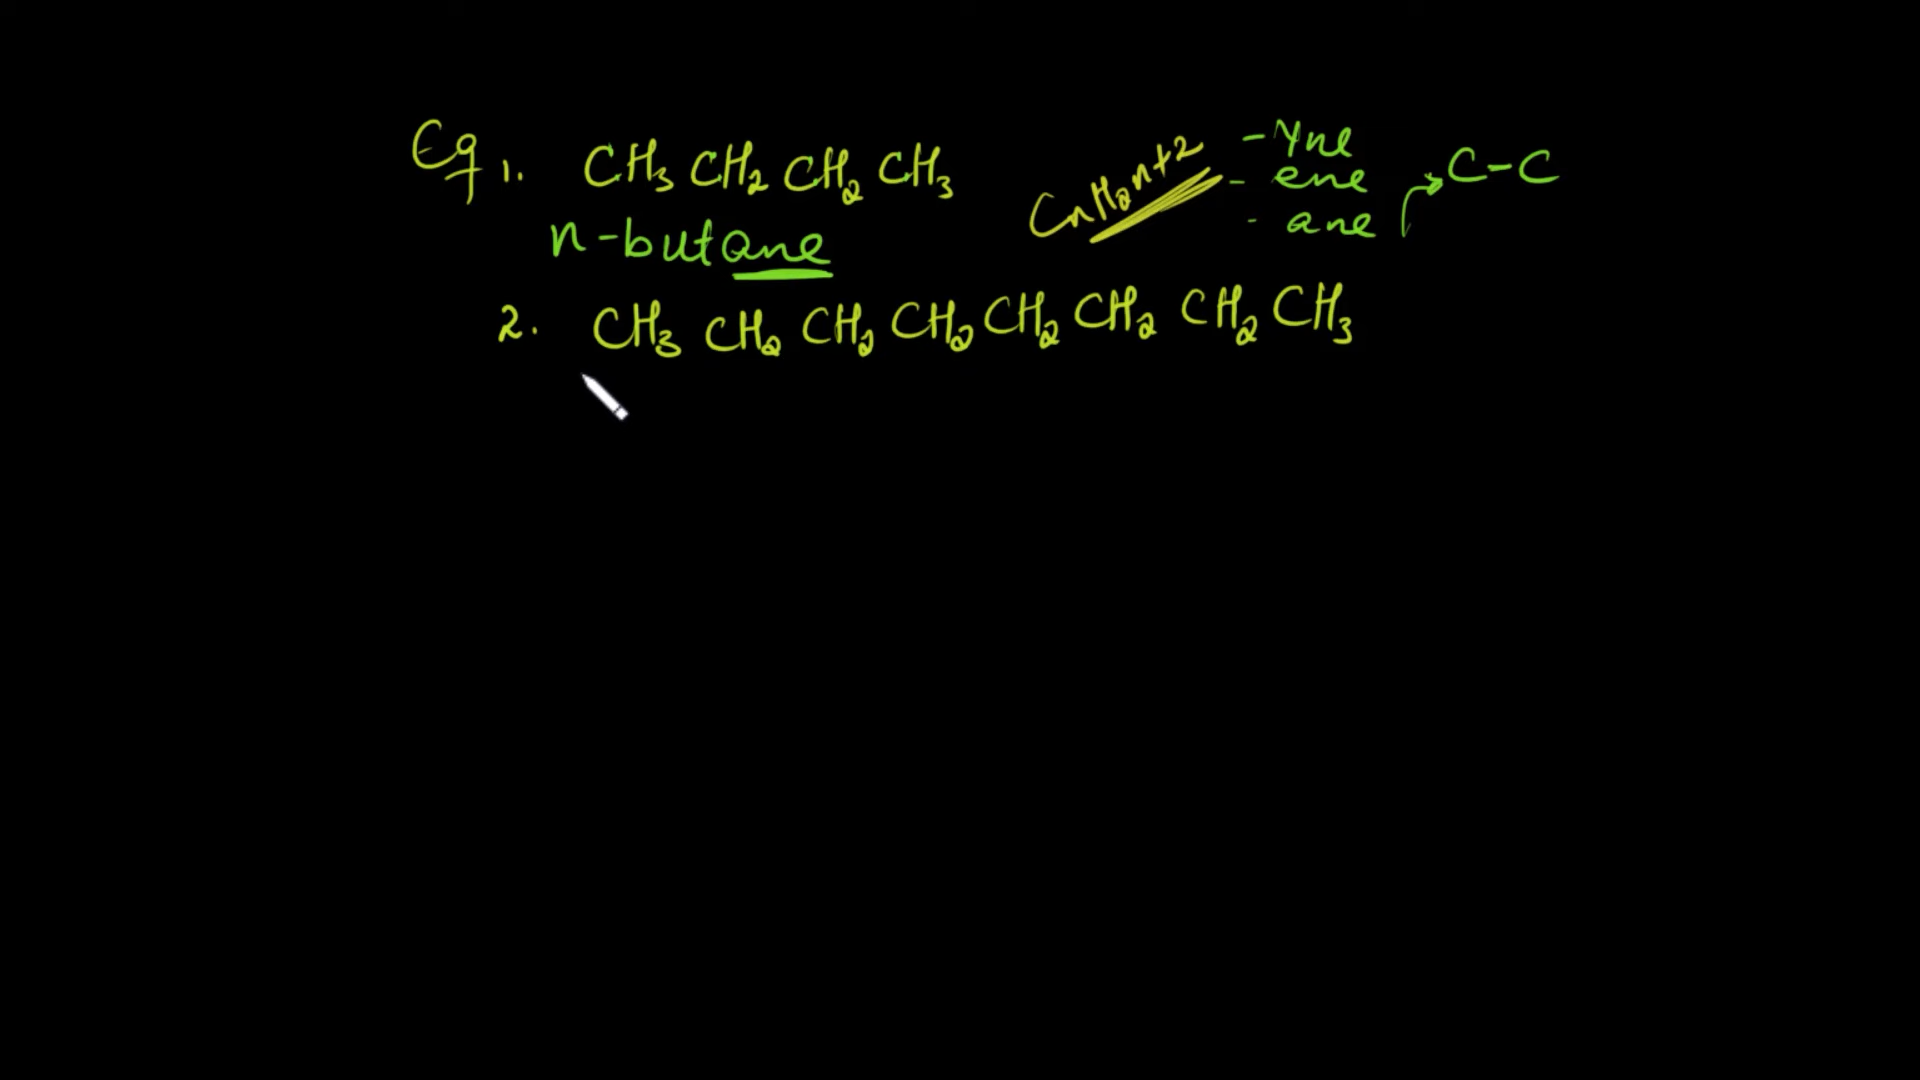 Eg 1. CH3 CH2 CH2 CH3
n-butane
CnH2n+2
-Yne
- ene
- ane
C-C
2. CH3 CH2 CH2 CH2 CH2 CH2 CH2 CH3